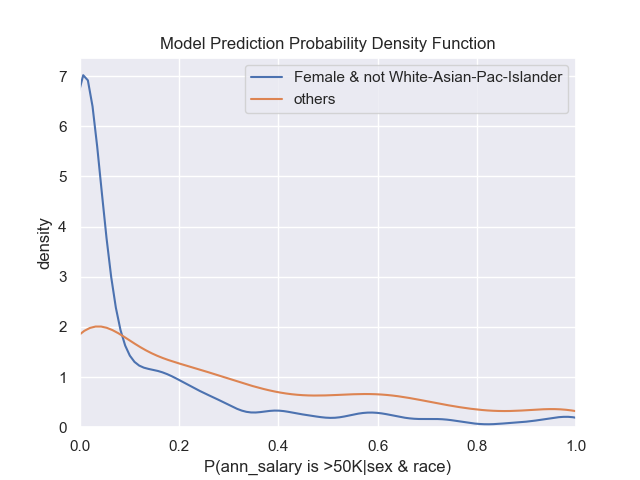 Model Prediction Probability Density Function
Female & not White-Asian-Pac-Islander
others
density
7
6
5
4
3
2
1
0
0.0 0.2 0.4 0.6 0.8 1.0
P(ann_salary is >50K|sex & race)